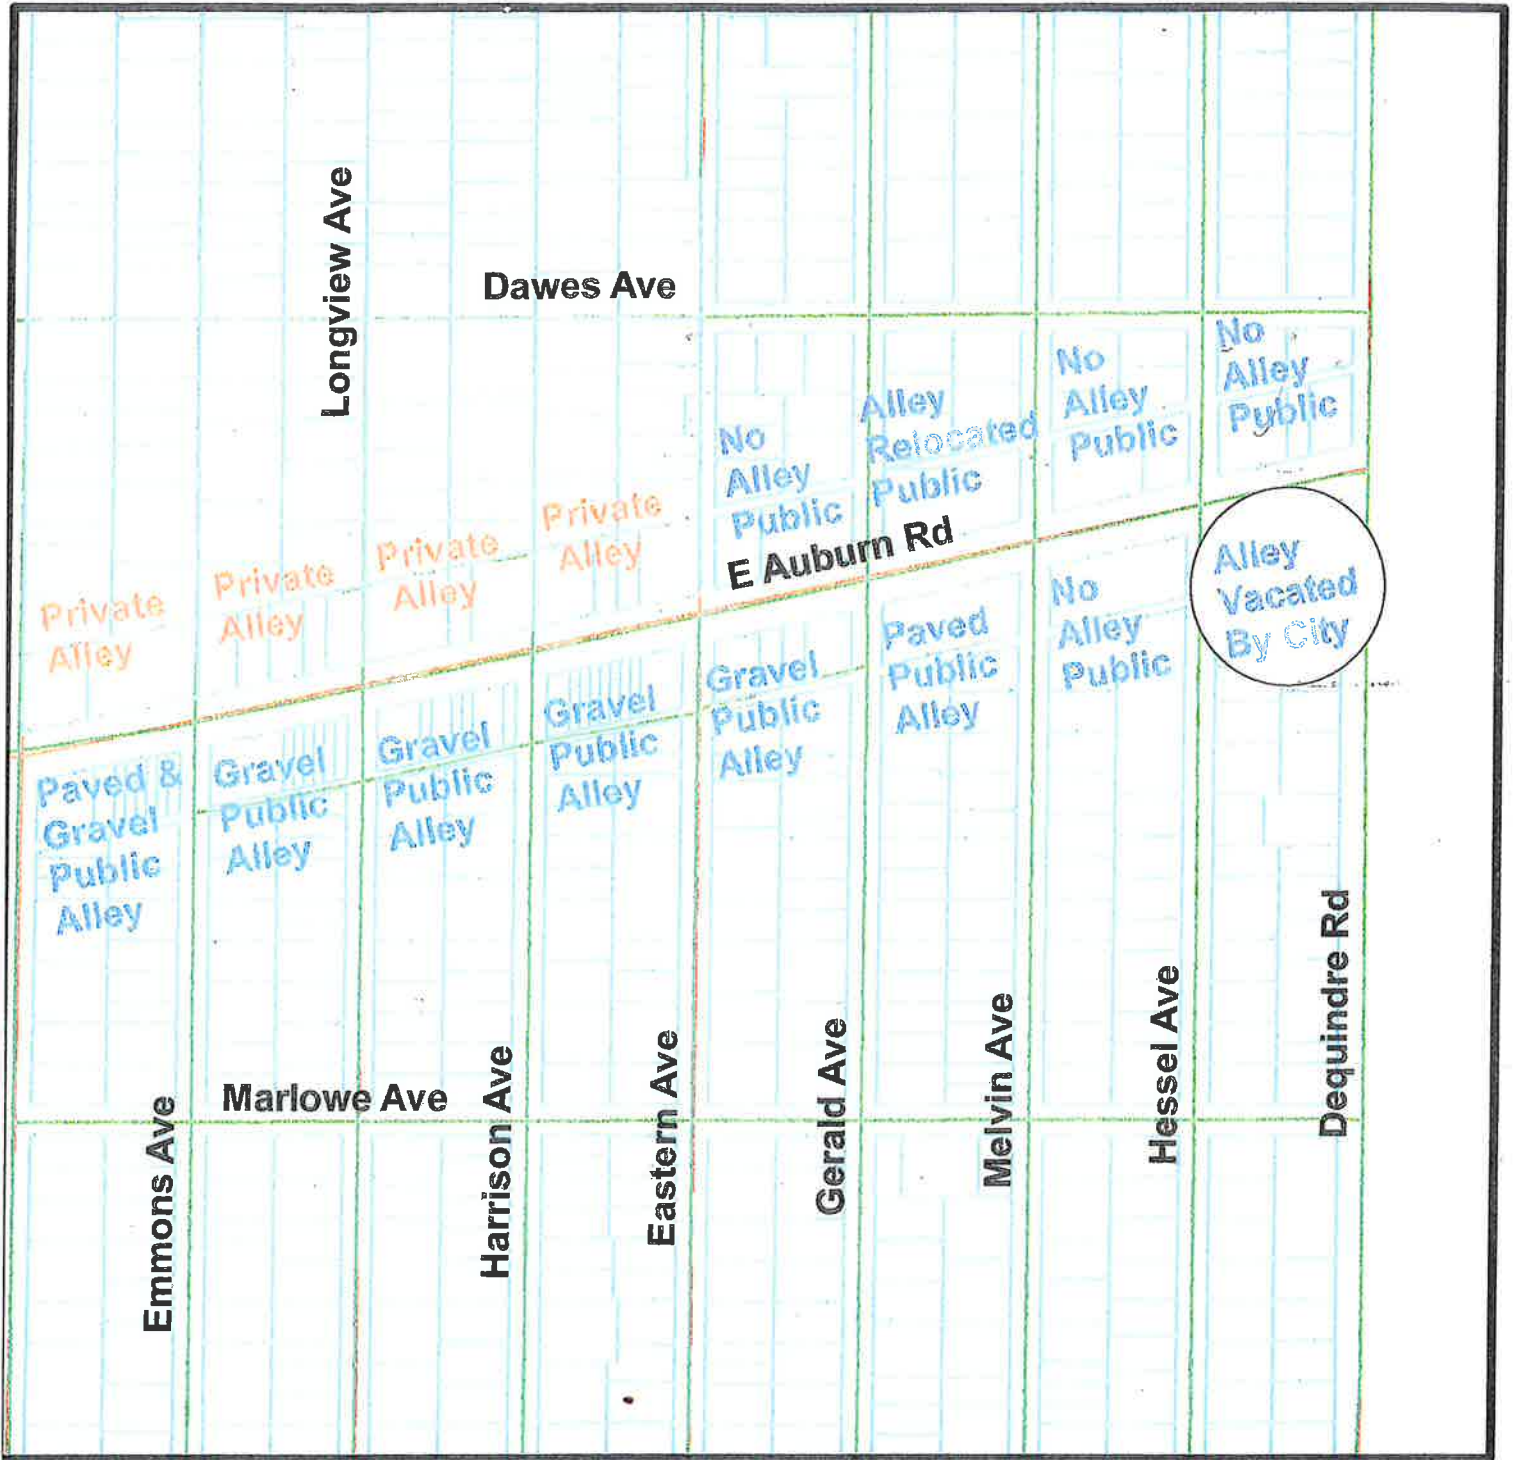 Longview Ave
Dawes Ave
No
Alley
Public
Alley
Relocated
Public
No
Alley
Public
No
Alley
Public
Private
Alley
Private
Alley
Private
Alley
Private
Alley
E Auburn Rd
Alley
Vacated
By City
Paved &
Gravel
Public
Alley
Gravel
Public
Alley
Gravel
Public
Alley
Gravel
Public
Alley
Gravel
Public
Alley
Paved
Public
Alley
No
Alley
Public
Marlowe Ave
Emmons Ave
Harrison Ave
Eastern Ave
Gerald Ave
Melvin Ave
Hessel Ave
Dequindre Rd